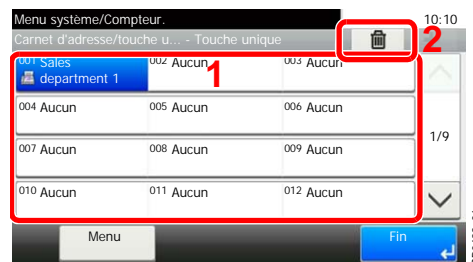 Menu système/Compteur.
10:10
Carnet d'adresse/touche u... - Touche unique
2
001 Sales department 1
002 Aucun
003 Aucun
1
004 Aucun
005 Aucun
006 Aucun
1/9
007 Aucun
008 Aucun
009 Aucun
010 Aucun
011 Aucun
012 Aucun
Menu
Fin